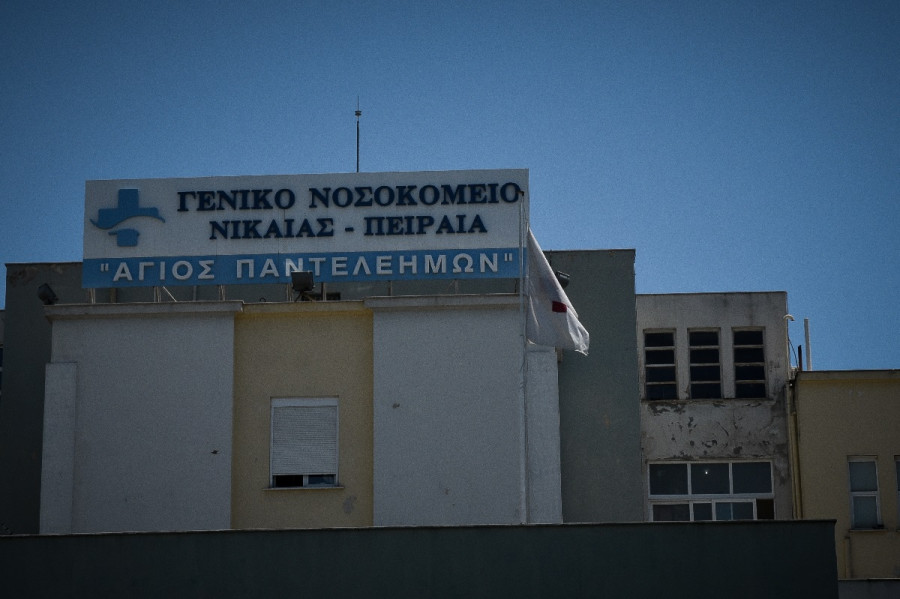 ΓΕΝΙΚΟ ΝΟΣΟΚΟΜΕΙΟ
ΝΙΚΑΙΑΣ - ΠΕΙΡΑΙΑ
"ΑΓΙΟΣ ΠΑΝΤΕΛΕΗΜΩΝ"